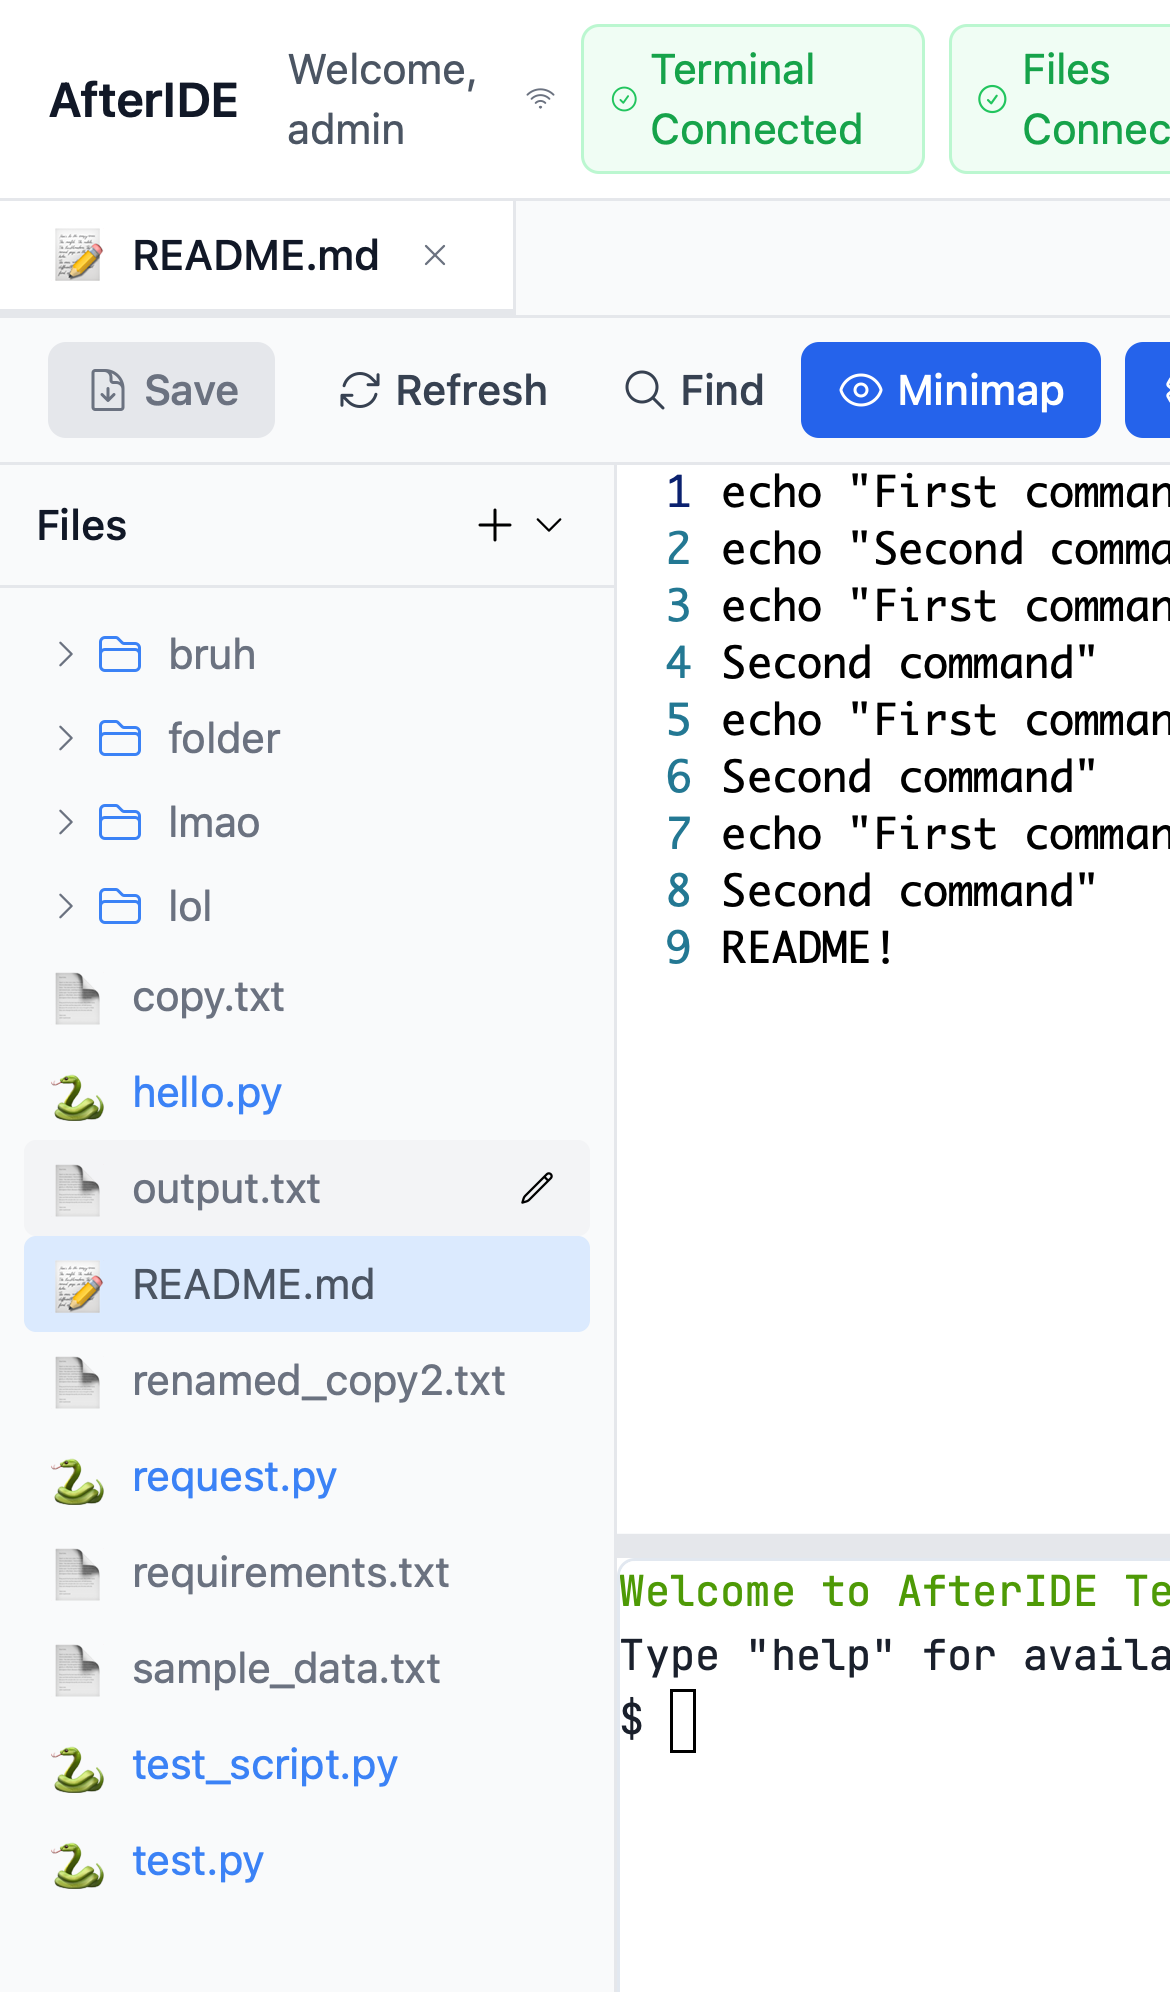 AfterIDE
Welcome,
admin
Terminal
Connected
Files
Connec
README.md
Save
Refresh
Find
Minimap
Files
bruh
folder
lmao
lol
copy.txt
hello.py
output.txt
README.md
renamed_copy2.txt
request.py
requirements.txt
sample_data.txt
test_script.py
test.py
1 echo "First comman
2 echo "Second comma
3 echo "First comman
4 Second command"
5 echo "First comman
6 Second command"
7 echo "First comman
8 Second command"
9 README!
Welcome to AfterIDE Te
Type "help" for availa
$